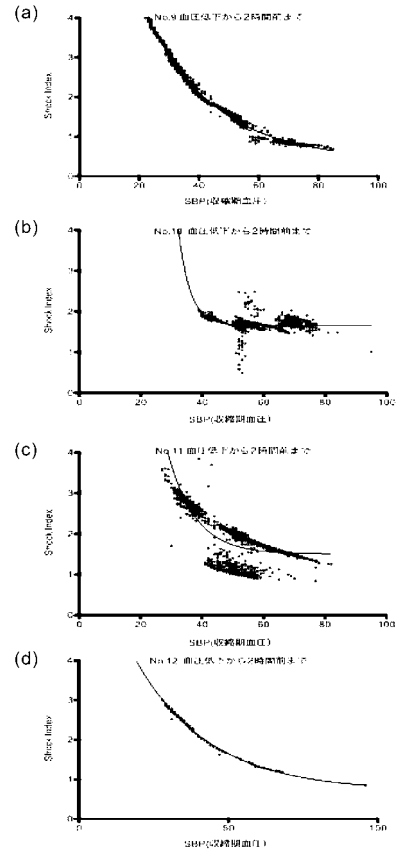 (a)
No.9 血圧低下から2時間前まで
Shock Index
4
3
2
1
0
0 20 40 60 80 100
SBP(収縮期血圧)
(b)
No.10 血圧低下から2時間前まで
Shock Index
4
3
2
1
0
0 20 40 60 80 100
SBP(収縮期血圧)
(c)
No.11 血圧低下から2時間前まで
Shock Index
4
3
2
1
0
0 20 40 60 80 100
SBP(収縮期血圧)
(d)
No.12 血圧低下から2時間前まで
Shock Index
4
3
2
1
0
0 50 150
SBP(収縮期血圧)